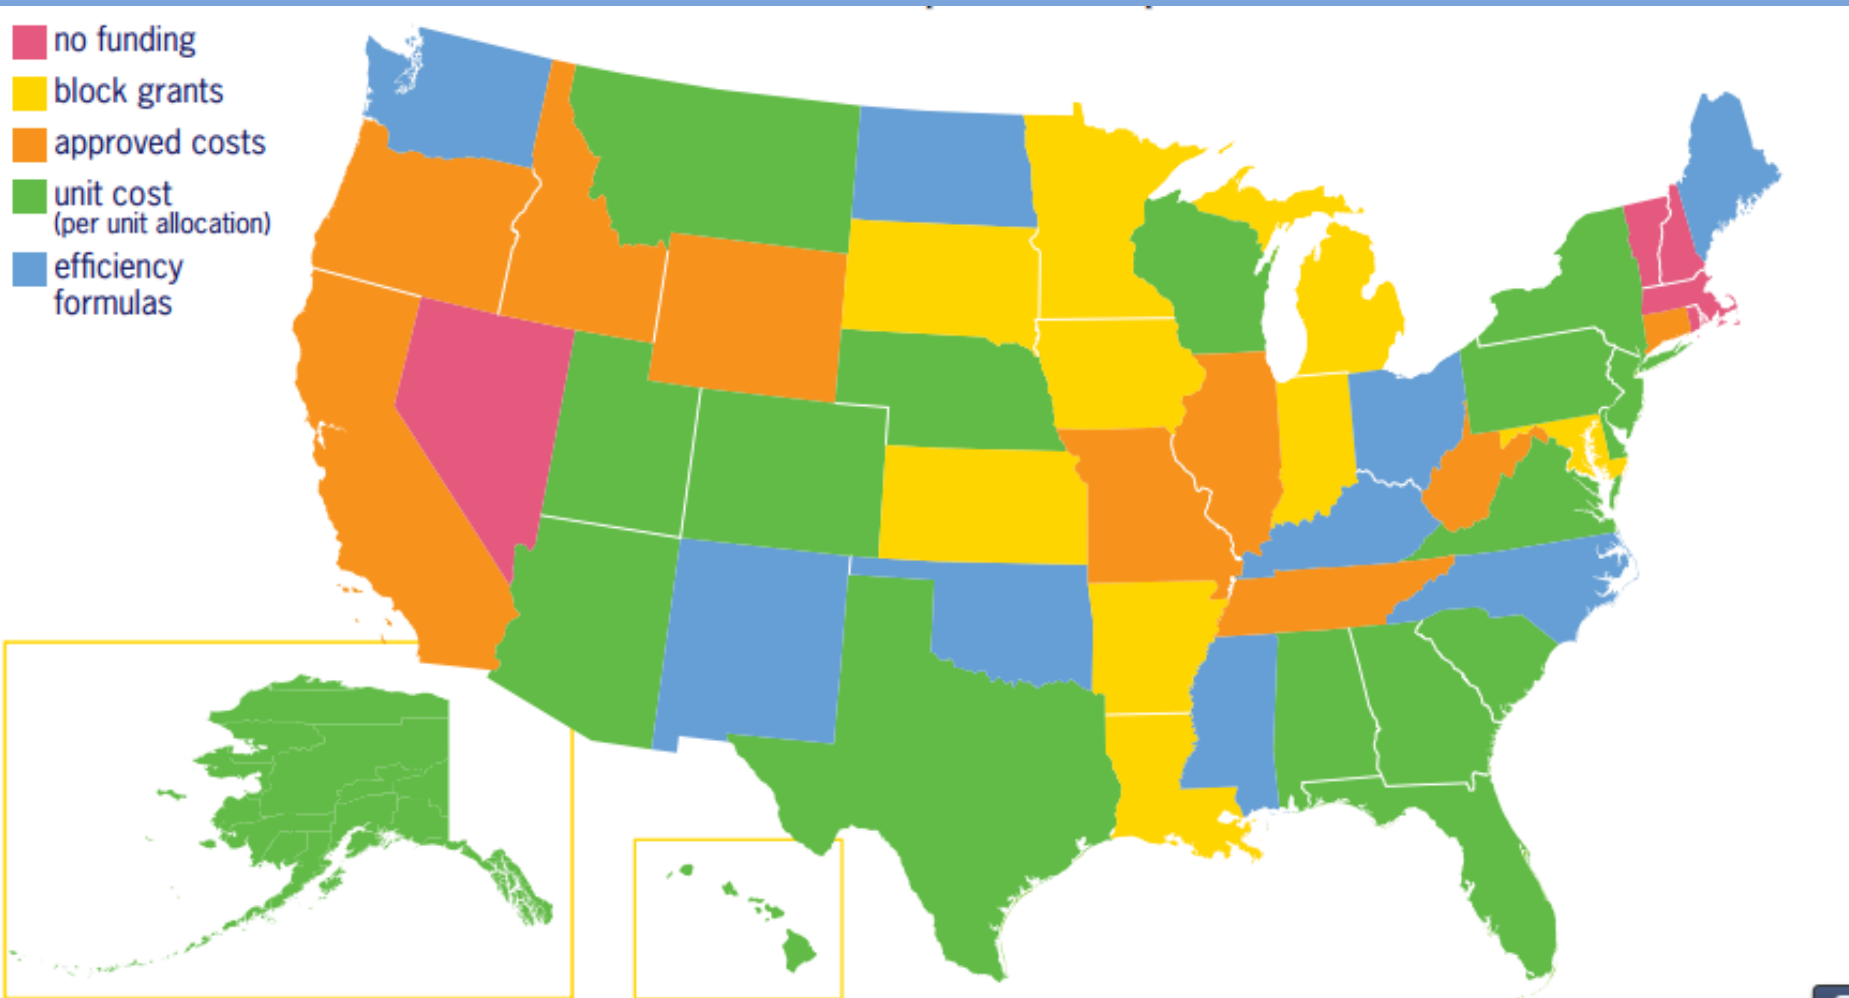 no funding
block grants
approved costs
unit cost
(per unit allocation)
efficiency
formulas